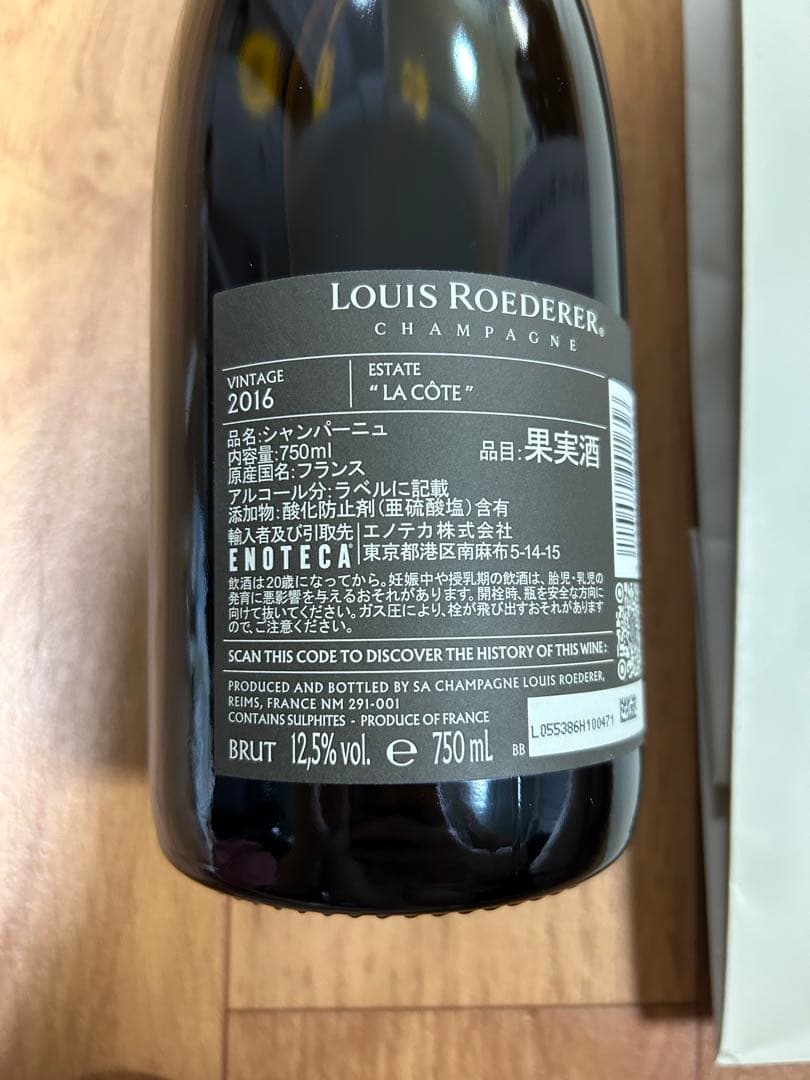 LOUIS ROEDERER®
CHAMPAGNE
VINTAGE
2016
ESTATE
“ LA CÔTE ”
品名:シャンパーニュ
内容量:750ml
原産国名:フランス
品目:果実酒
アルコール分:ラベルに記載
添加物:酸化防止剤(亜硫酸塩)含有
輸入者及び引取先
ENOTECA
エノテカ株式会社
東京都港区南麻布5-14-15
飲酒は20歳になってから。妊娠中や授乳期の飲酒は、胎児・乳児の
発育に悪影響を与えるおそれがあります。開栓時、瓶を安全な方向に
向けて抜いてください。ガス圧により、栓が飛び出すおそれがあります
ので、ご注意ください。
SCAN THIS CODE TO DISCOVER THE HISTORY OF THIS WINE:
PRODUCED AND BOTTLED BY SA CHAMPAGNE LOUIS ROEDERER,
REIMS, FRANCE NM 291-001
CONTAINS SULPHITES - PRODUCE OF FRANCE
BRUT 12,5% vol. ℮ 750 mL BB
L055386H100471